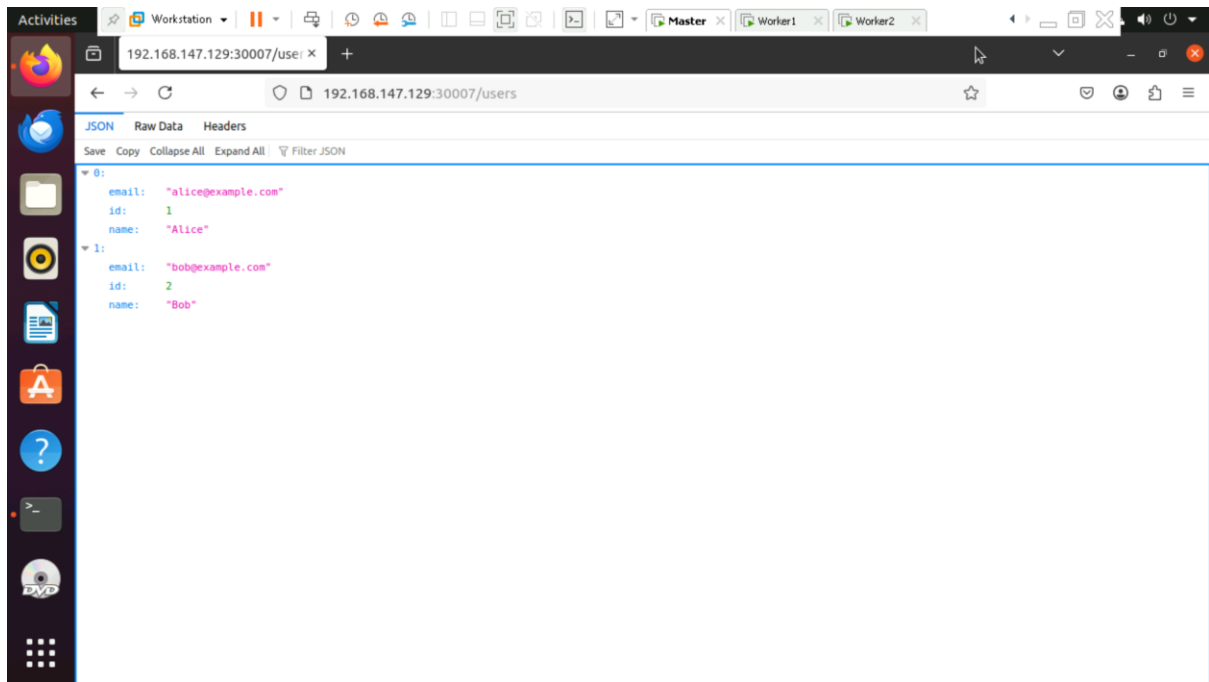 Activities Workstation Master Worker1 Worker2
192.168.147.129:30007/user
192.168.147.129:30007/users
JSON Raw Data Headers
Save Copy Collapse All Expand All Filter JSON
0:
email: "alice@example.com"
id: 1
name: "Alice"
1:
email: "bob@example.com"
id: 2
name: "Bob"
A
?
>_
DVD